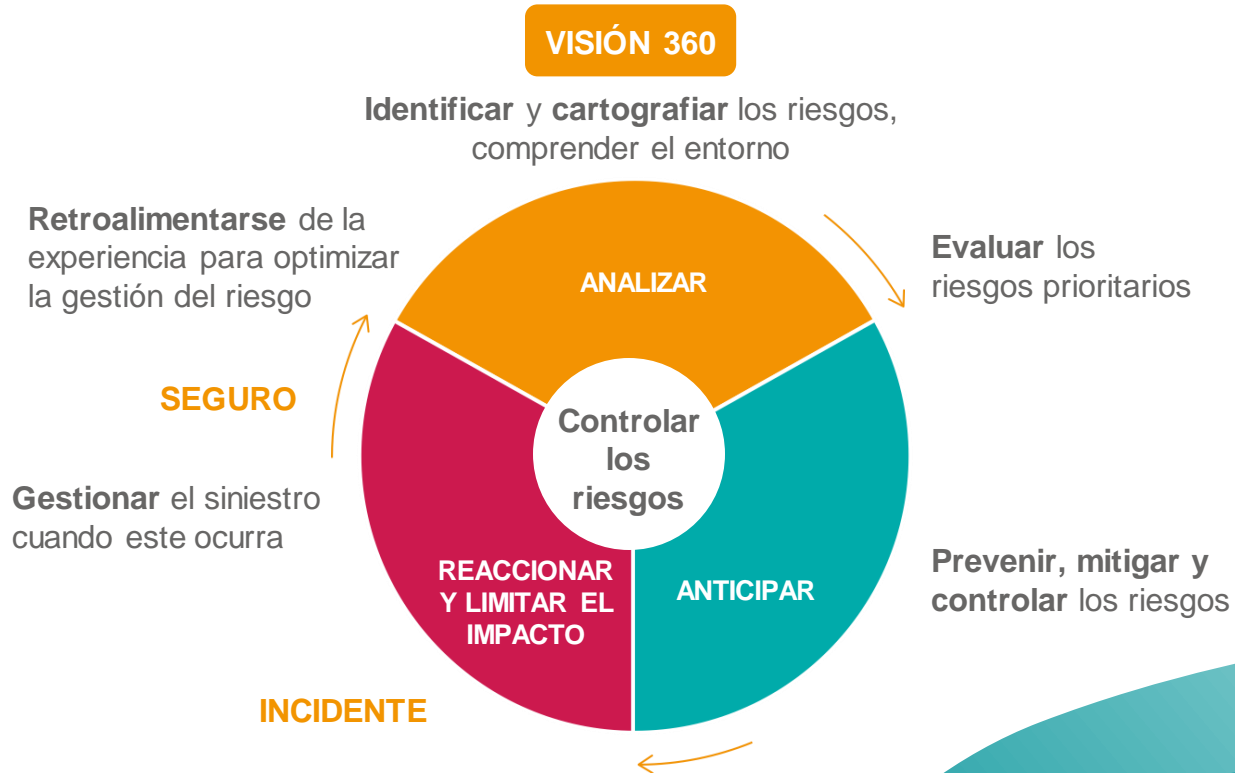 VISIÓN 360
Identificar y cartografiar los riesgos,
comprender el entorno
Retroalimentarse de la
experiencia para optimizar
la gestión del riesgo
ANALIZAR
Evaluar los
riesgos prioritarios
SEGURO
Controlar
los
riesgos
Gestionar el siniestro
cuando este ocurra
REACCIONAR
Y LIMITAR EL
IMPACTO
ANTICIPAR
Prevenir, mitigar y
controlar los riesgos
INCIDENTE